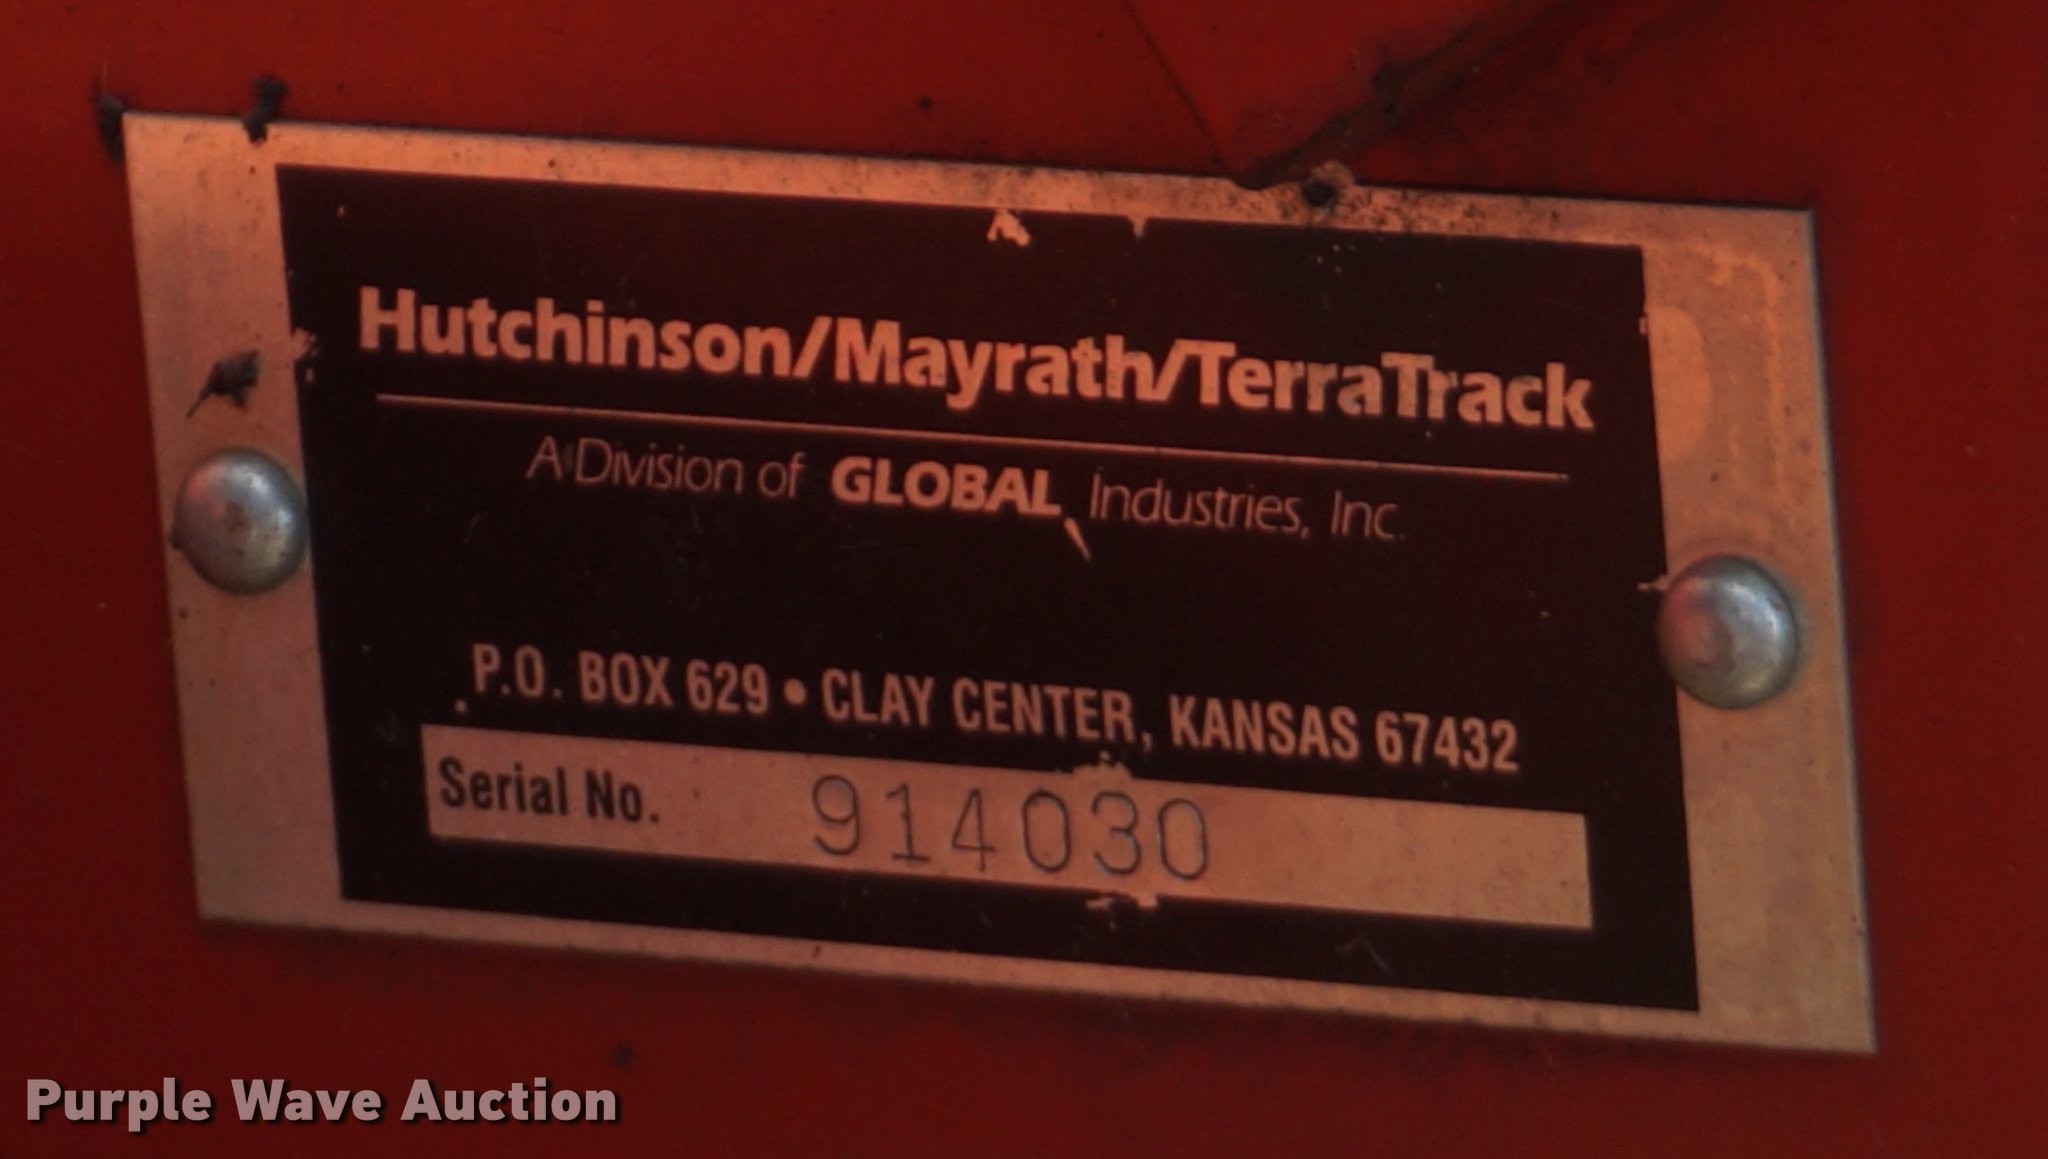 Hutchinson/Mayrath/TerraTrack
A Division of GLOBAL Industries, Inc.
P.O. BOX 629 • CLAY CENTER, KANSAS 67432
Serial No. 914030
Purple Wave Auction